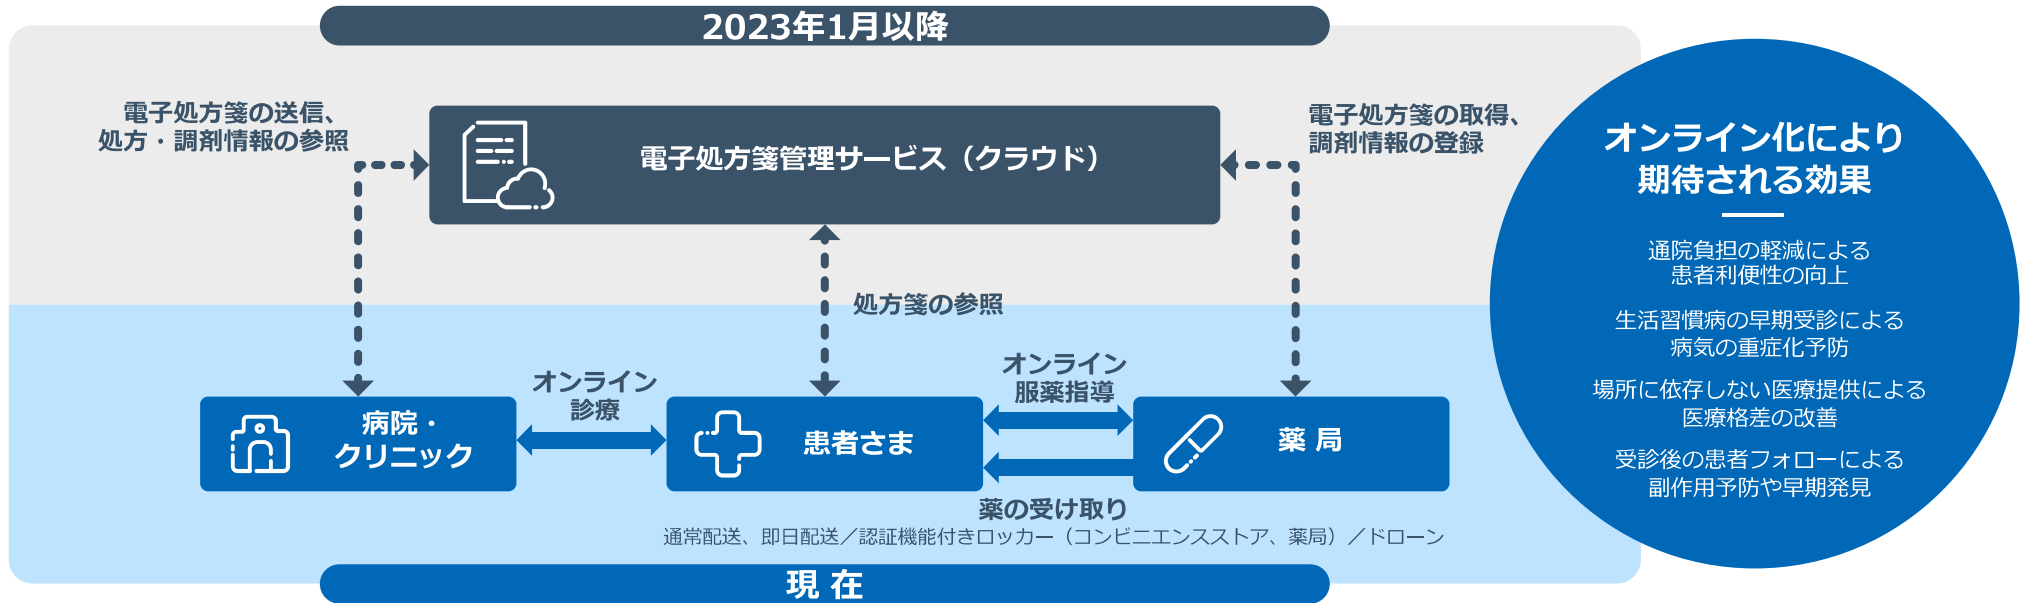 2023年1月以降
電子処方箋の送信、
処方・調剤情報の参照
電子処方箋管理サービス（クラウド）
電子処方箋の取得、
調剤情報の登録
処方箋の参照
オンライン
診療
オンライン
服薬指導
病院・
クリニック
患者さま
薬 局
薬の受け取り
通常配送、即日配送／認証機能付きロッカー（コンビニエンスストア、薬局）／ドローン
現 在
オンライン化により
期待される効果
通院負担の軽減による
患者利便性の向上
生活習慣病の早期受診による
病気の重症化予防
場所に依存しない医療提供による
医療格差の改善
受診後の患者フォローによる
副作用予防や早期発見